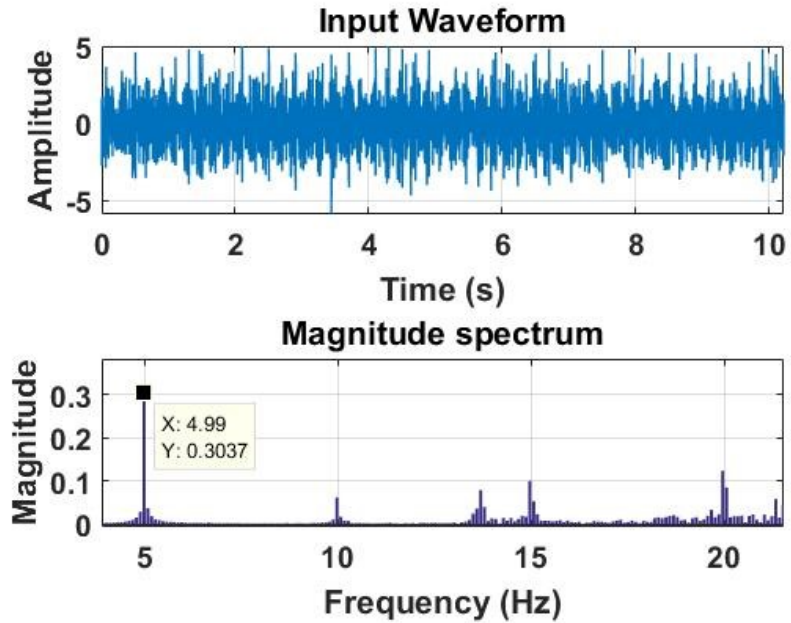 Input Waveform
Amplitude
5
0
-5
0 2 4 6 8 10
Time (s)
Magnitude spectrum
Magnitude
0.3
0.2
0.1
0
X: 4.99
Y: 0.3037
5 10 15 20
Frequency (Hz)